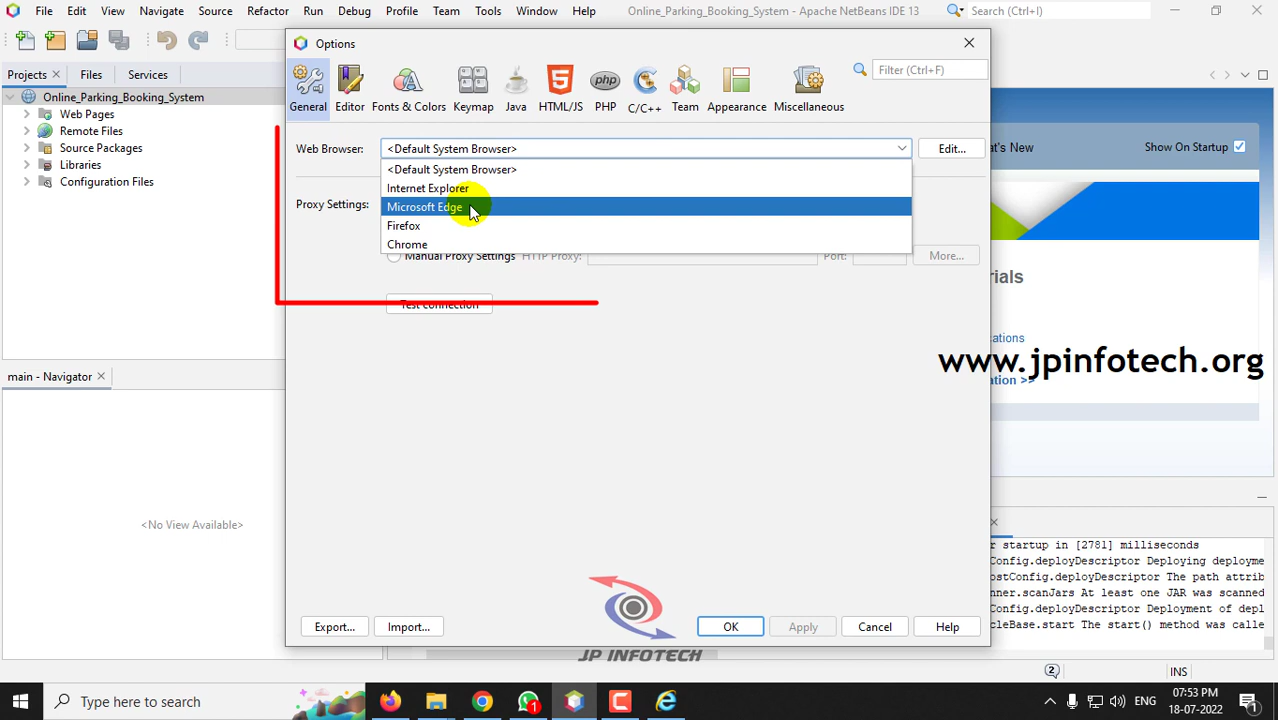 File Edit View Navigate Source Refactor Run Debug Profile Team Tools Window Help
Online_Parking_Booking_System - Apache NetBeans IDE 13
Search (Ctrl+I)
Projects
Files
Services
Online_Parking_Booking_System
Web Pages
Remote Files
Source Packages
Libraries
Configuration Files
main - Navigator
<No View Available>
Options
Filter (Ctrl+F)
General
Editor
Fonts & Colors
Keymap
Java
HTML/JS
PHP
C/C++
Team
Appearance
Miscellaneous
Web Browser:
<Default System Browser>
Edit...
<Default System Browser>
Internet Explorer
Microsoft Edge
Firefox
Chrome
Proxy Settings:
Manual Proxy Settings
HTTP Proxy:
Port:
More...
Test connection
Export...
Import...
OK
Apply
Cancel
Help
JP INFOTECH
at's New
Show On Startup
ials
ications
ation >>
www.jpinfotech.org
r startup in [2781] milliseconds
Config.deployDescriptor Deploying deployme
ostConfig.deployDescriptor The path attrib
nner.scanJars At least one JAR was scanned
Config.deployDescriptor Deployment of depl
cleBase.start The start() method was calle
2
INS
Type here to search
php
1
ENG
07:53 PM
18-07-2022
1